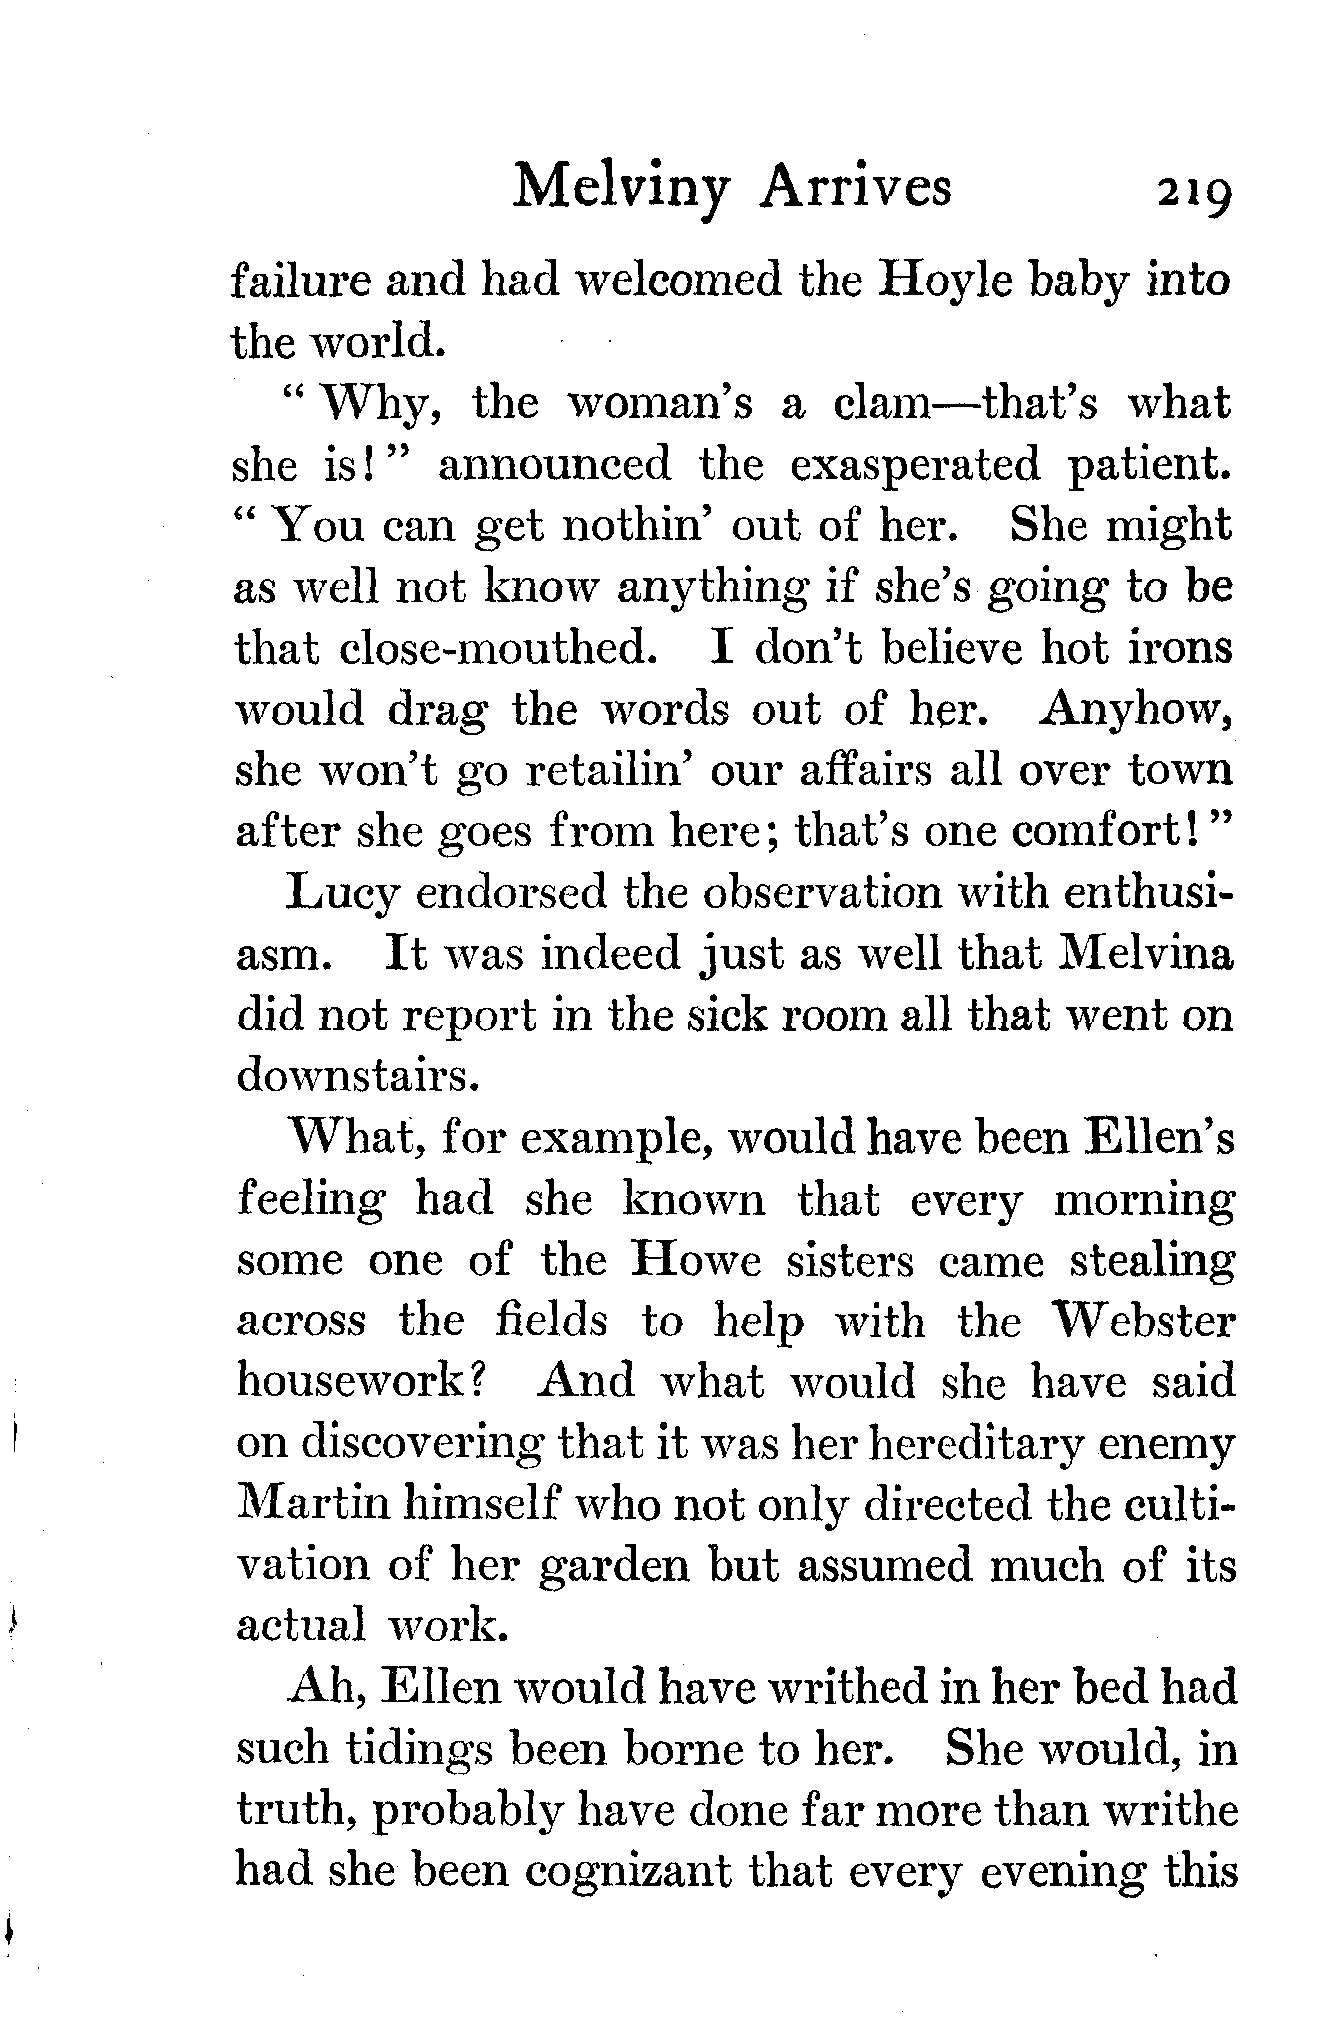 Melviny Arrives 219
failure and had welcomed the Hoyle baby into
the world.
“ Why, the woman’s a clam—that’s what
she is! ” announced the exasperated patient.
“ You can get nothin’ out of her. She might
as well not know anything if she’s going to be
that close-mouthed. I don’t believe hot irons
would drag the words out of her. Anyhow,
she won’t go retailin’ our affairs all over town
after she goes from here; that’s one comfort! ”
Lucy endorsed the observation with enthusi-
asm. It was indeed just as well that Melvina
did not report in the sick room all that went on
downstairs.
What, for example, would have been Ellen’s
feeling had she known that every morning
some one of the Howe sisters came stealing
across the fields to help with the Webster
housework? And what would she have said
on discovering that it was her hereditary enemy
Martin himself who not only directed the culti-
vation of her garden but assumed much of its
actual work.
Ah, Ellen would have writhed in her bed had
such tidings been borne to her. She would, in
truth, probably have done far more than writhe
had she been cognizant that every evening this